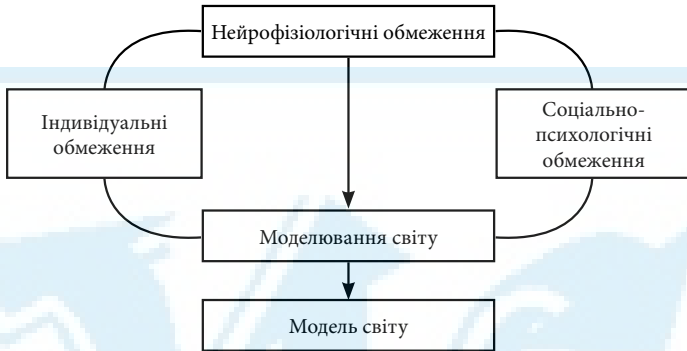 Нейрофізіологічні обмеження
Індивідуальні
обмеження
Соціально-
психологічні
обмеження
Моделювання світу
Модель світу